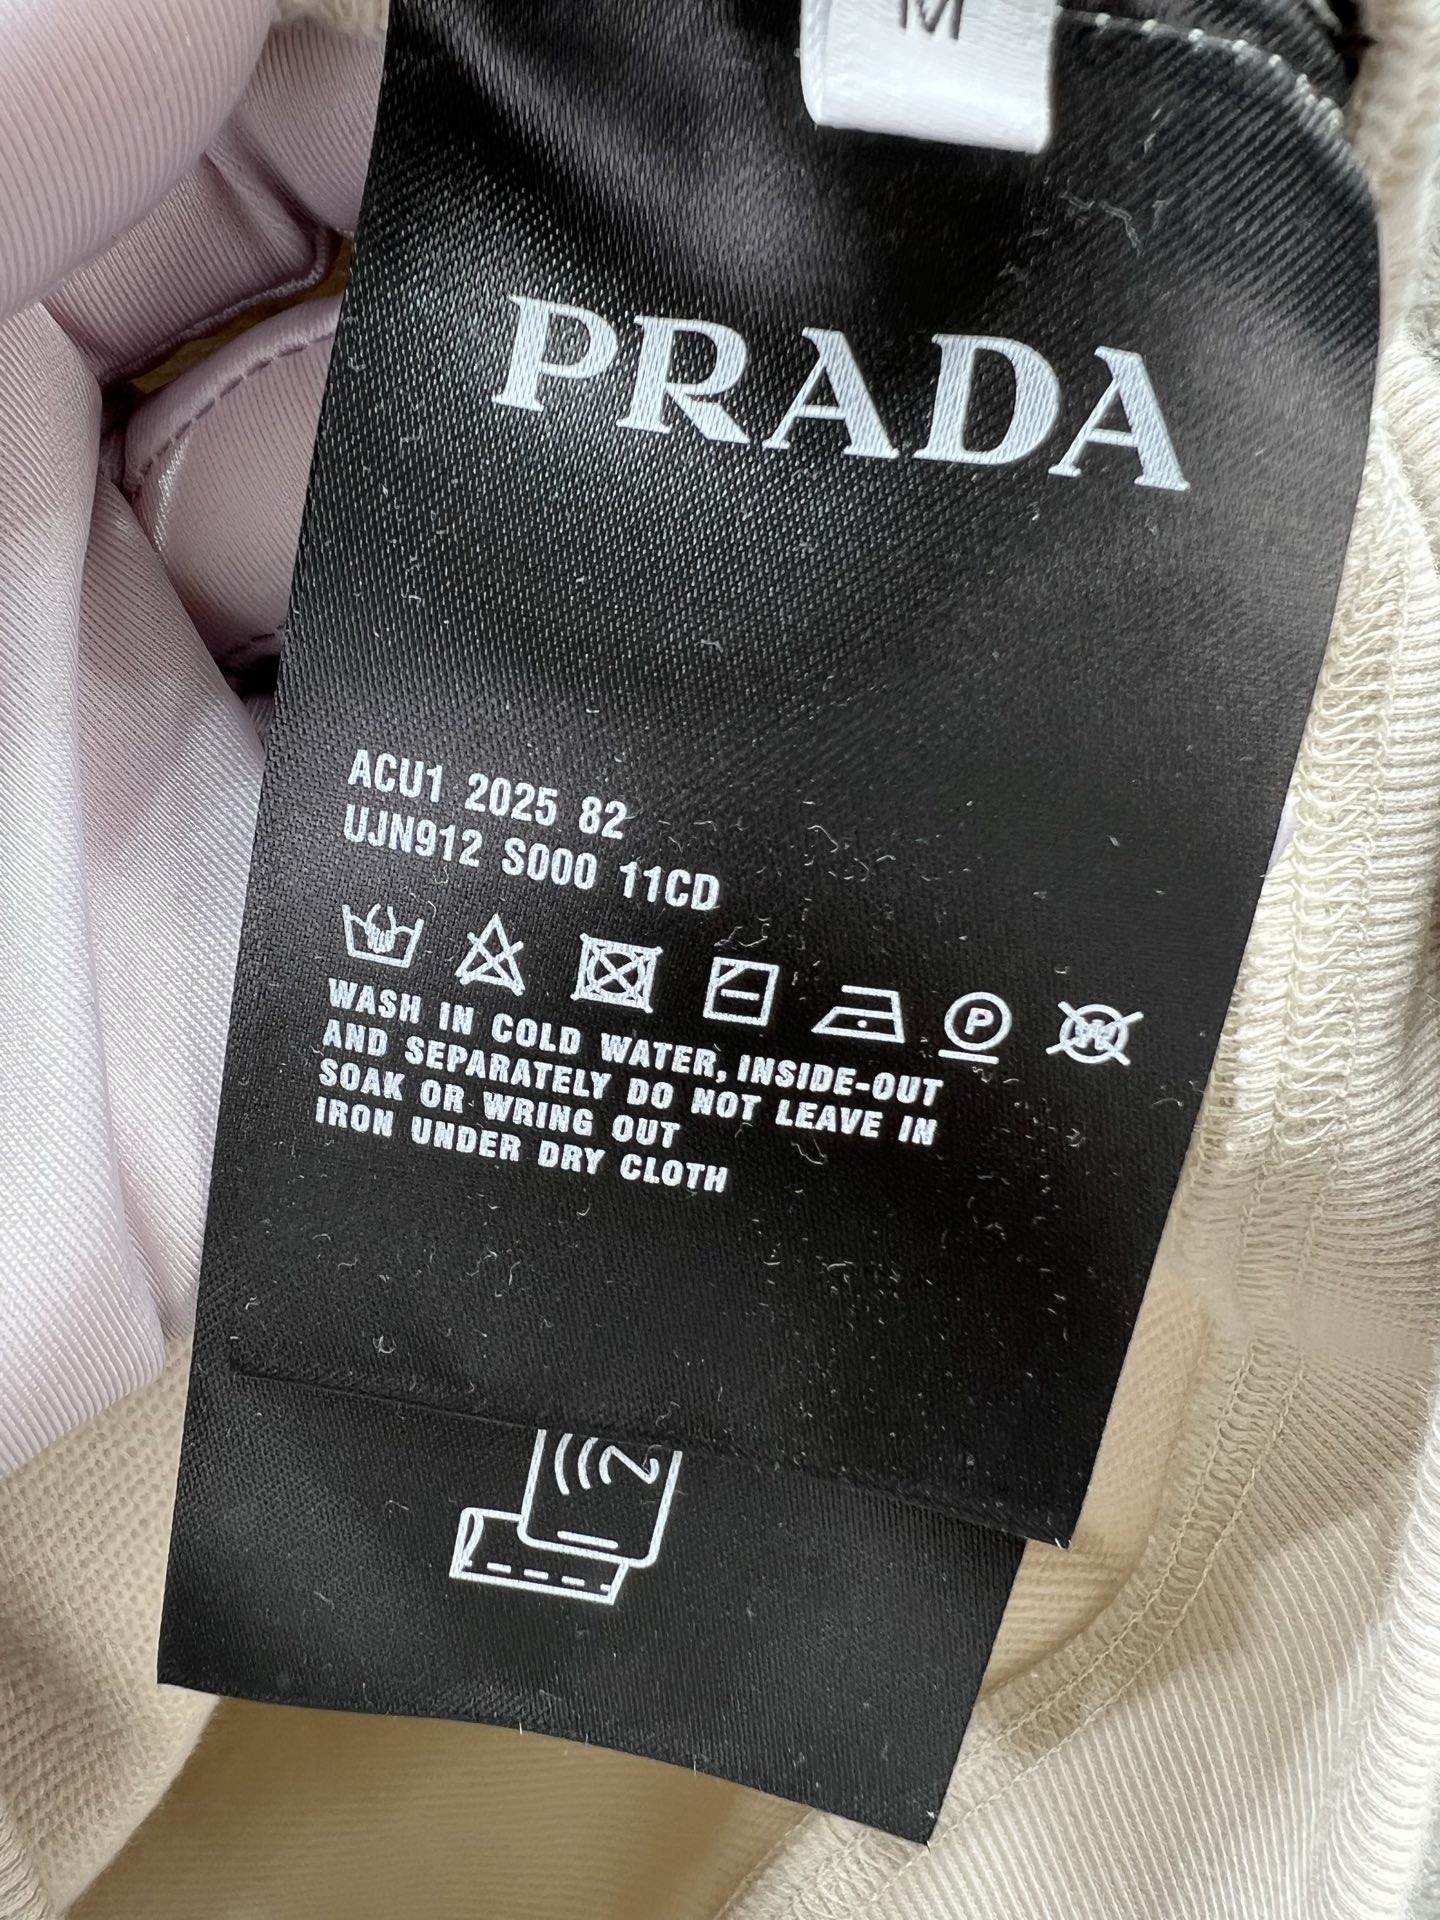 M
PRADA
ACU1 2025 82
UJN912 S000 11CD
P
W
WASH IN COLD WATER, INSIDE-OUT
AND SEPARATELY DO NOT LEAVE IN
SOAK OR WRING OUT
IRON UNDER DRY CLOTH